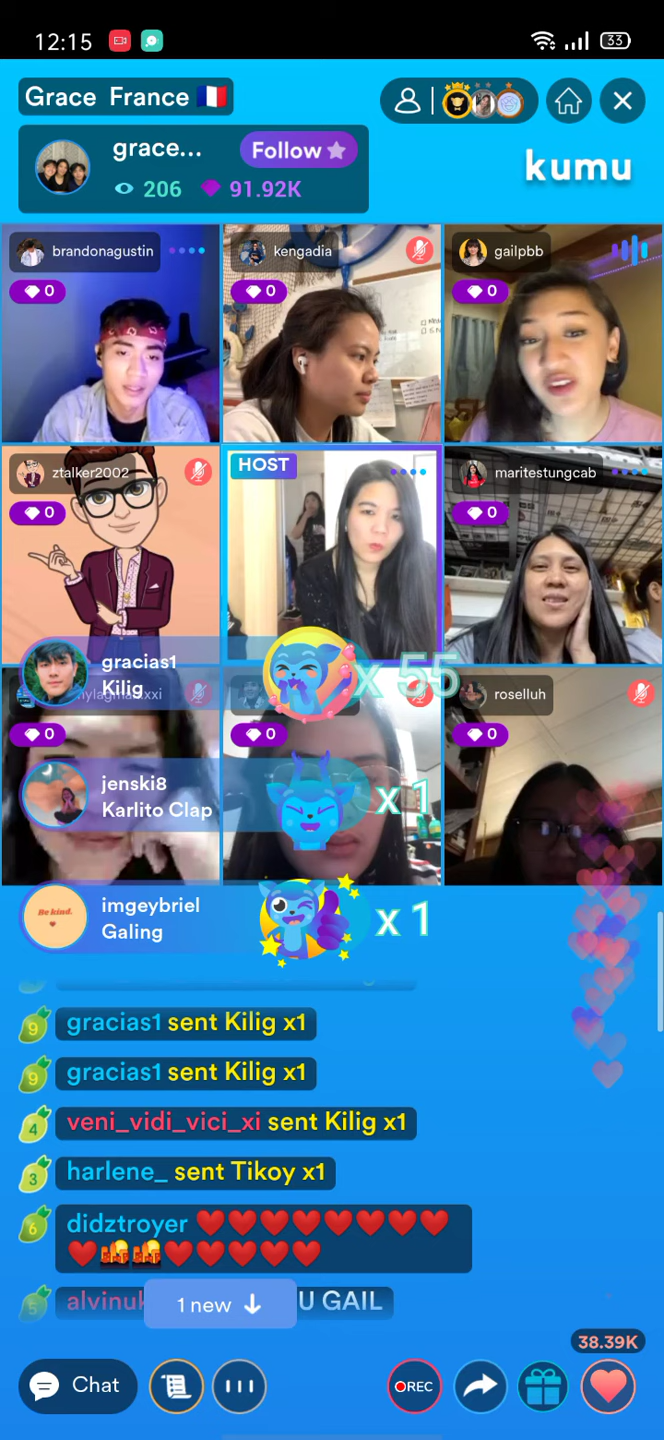 12:15
33
Grace France
grace...
Follow
206
91.92K
kumu
brandonagustin
0
kengadia
0
gailpbb
0
ztalker2002
0
HOST
maritestungcab
0
gracias1
Kilig
x 55
0
0
roselluh
0
jenski8
Karlito Clap
x 1
Be kind.
imgeybriel
Galing
x 1
9 gracias1 sent Kilig x1
9 gracias1 sent Kilig x1
4 veni_vidi_vici_xi sent Kilig x1
3 harlene_ sent Tikoy x1
6 didztroyer
5 U GAIL
1 new
38.39K
Chat
REC